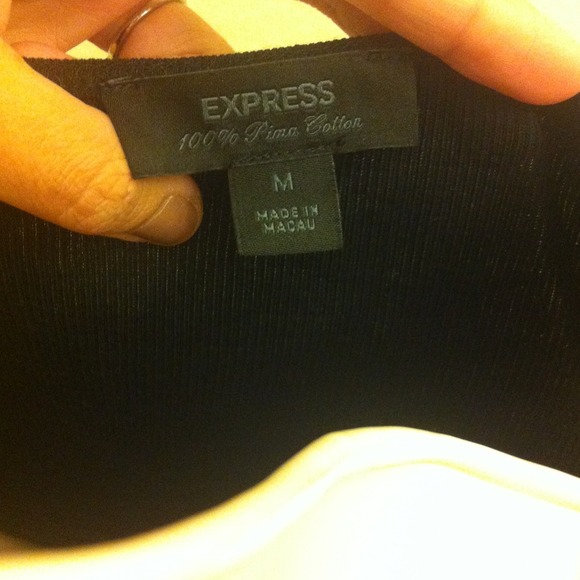 EXPRESS
100% Pima Cotton
M
MADE IN
MACAU